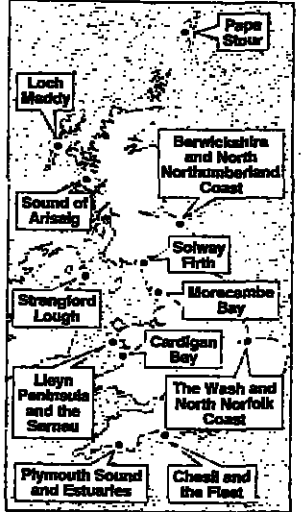 Papa
Stour
Loch
Maddy
Berwickshire
and North
Northumberland
Coast
Sound of
Arisaig
Solway
Firth
Strangford
Lough
Morecambe
Bay
Cardigan
Bay
Lleyn
Peninsula
and the
Sarnau
The Wash and
North Norfolk
Coast
Plymouth Sound
and Estuaries
Chesil and
the Fleet